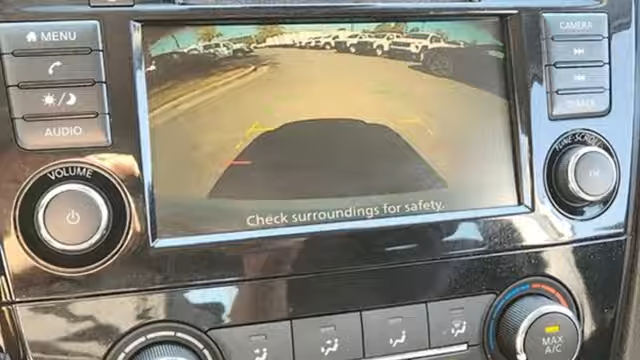 MENU
AUDIO
VOLUME
CAMERA
Check surroundings for safety.
TUNE·SCROLL
MAX
A/C